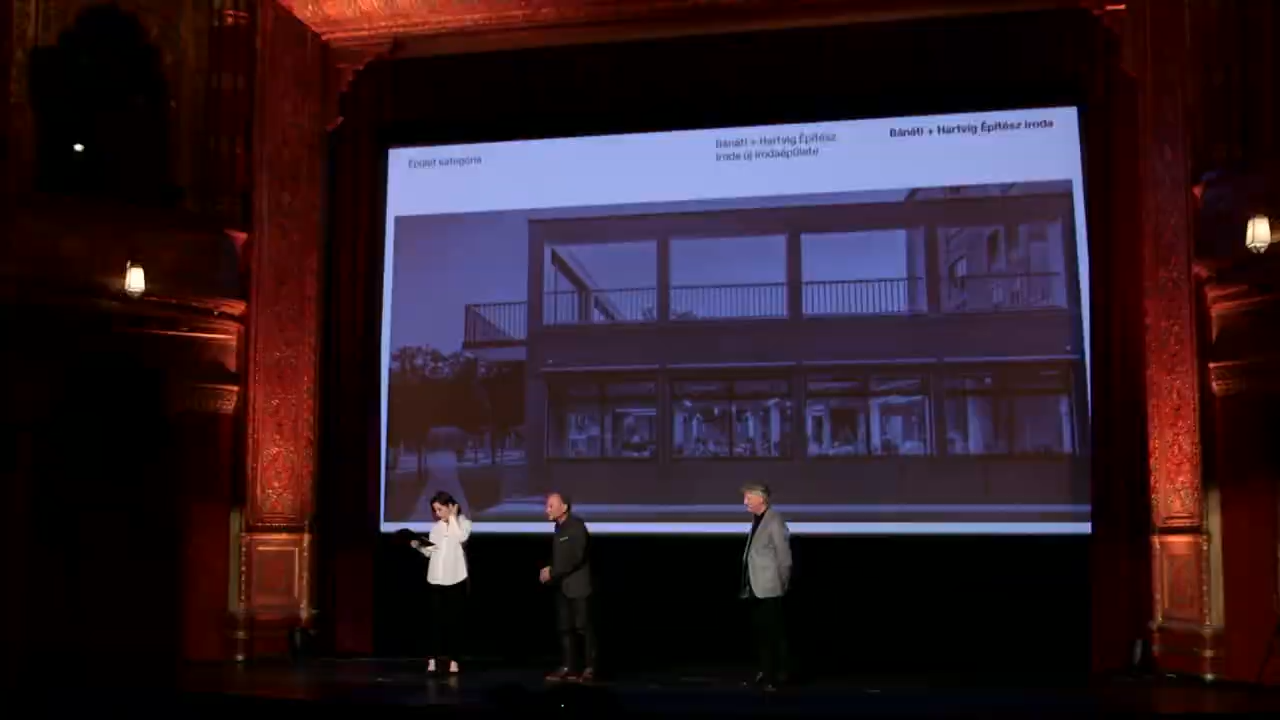 Épület kategória
Bánáti + Hartvig Építész
Iroda új irodaépülete
Bánáti + Hartvig Építész Iroda